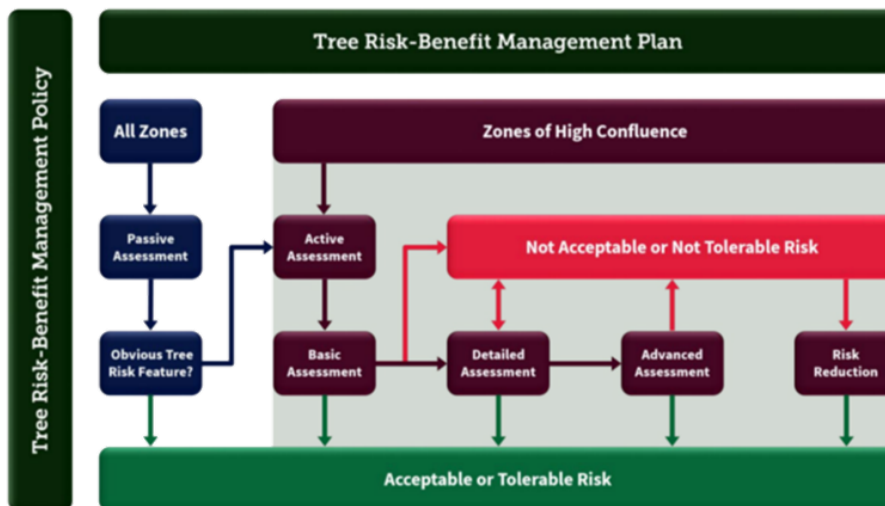 Tree Risk-Benefit Management Policy
Tree Risk-Benefit Management Plan
All Zones
Zones of High Confluence
Passive
Assessment
Active
Assessment
Not Acceptable or Not Tolerable Risk
Obvious Tree
Risk Feature?
Basic
Assessment
Detailed
Assessment
Advanced
Assessment
Risk
Reduction
Acceptable or Tolerable Risk